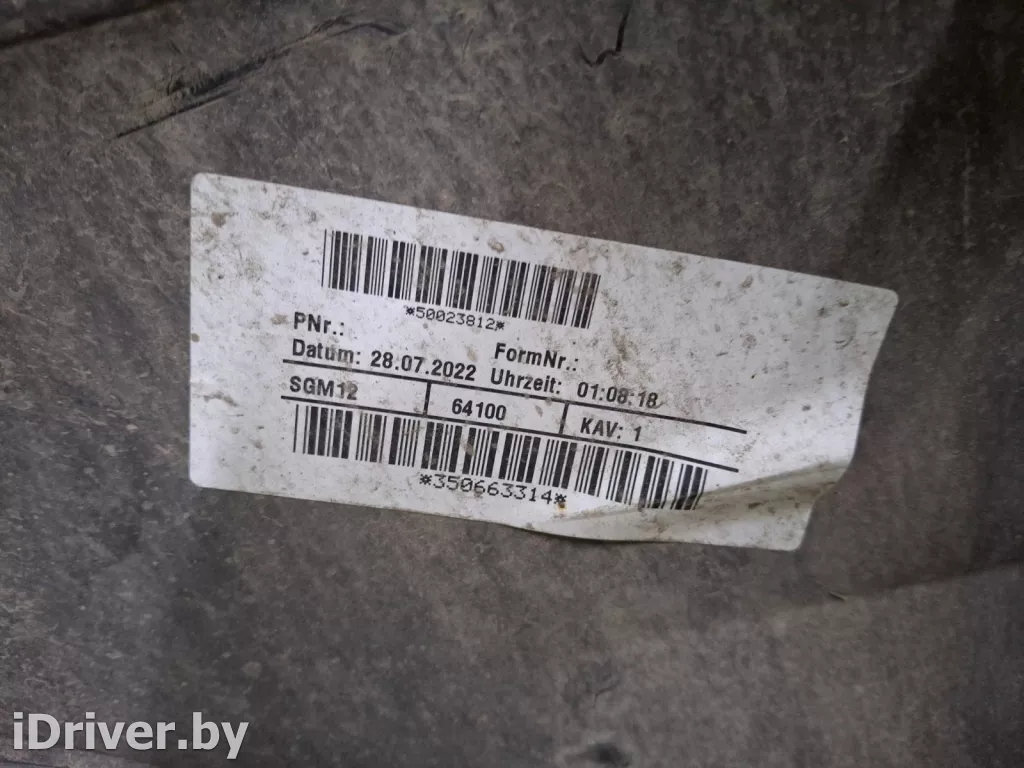 *50023812*
PNr.: FormNr.:
Datum: 28.07.2022 Uhrzeit: 01:08:18
SGM12 64100 KAV: 1
*350663314*
iDriver.by